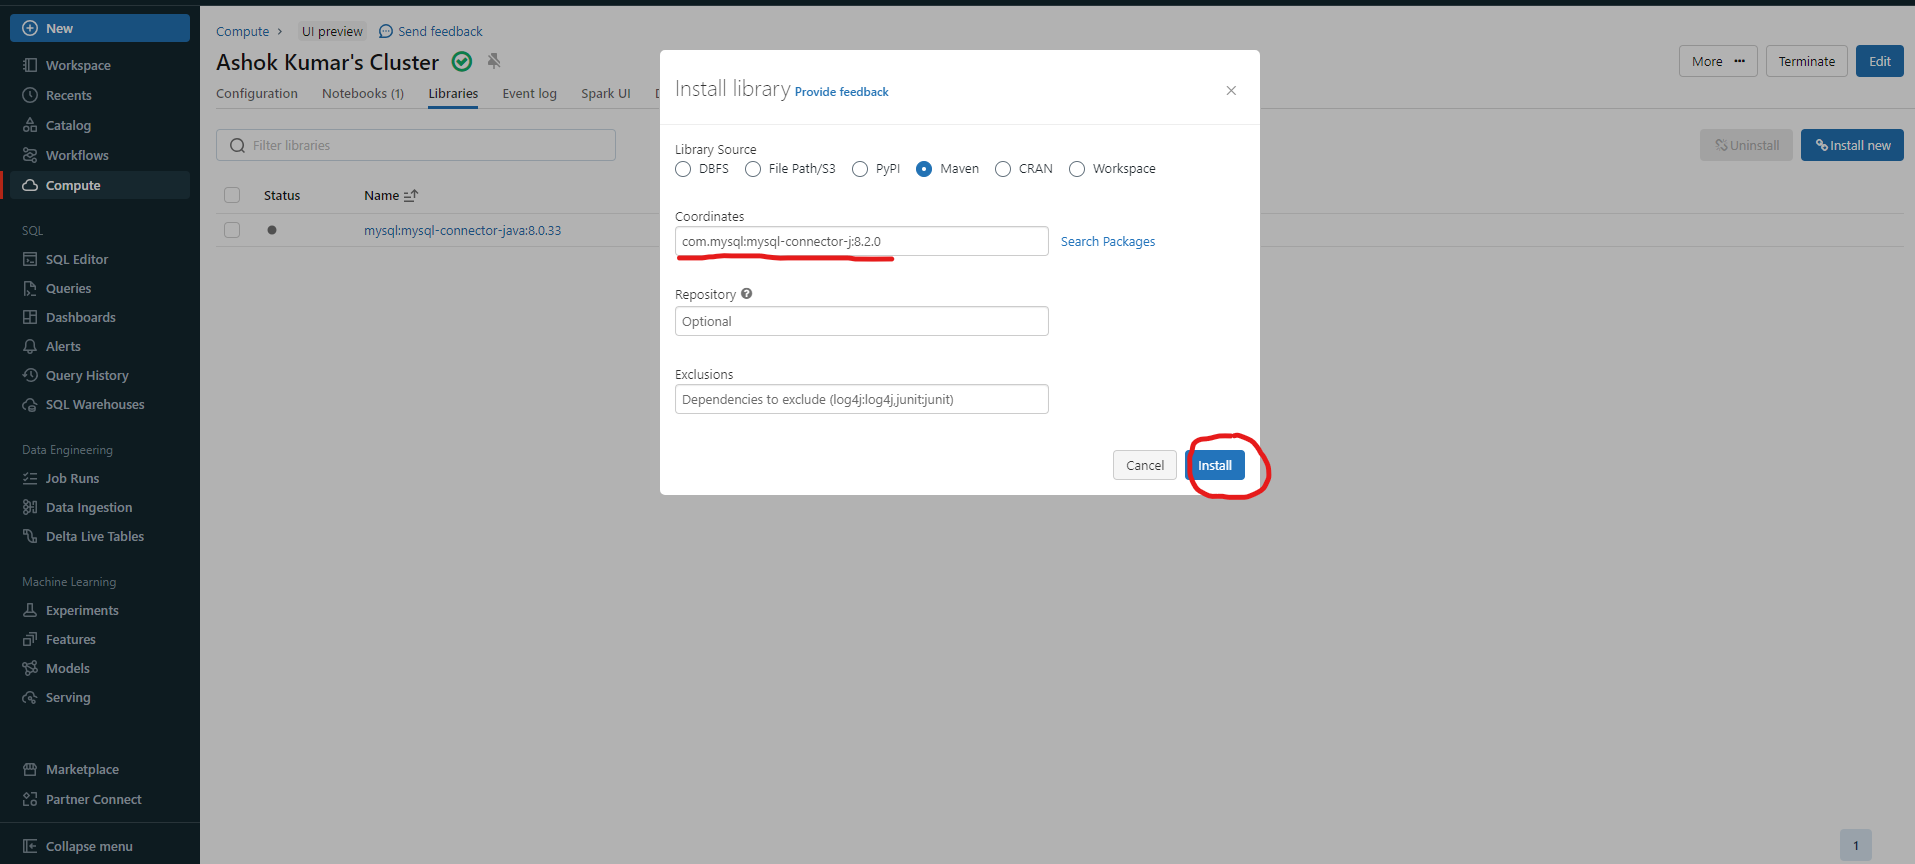 New
Workspace
Recents
Catalog
Workflows
Compute
SQL
SQL Editor
Queries
Dashboards
Alerts
Query History
SQL Warehouses
Data Engineering
Job Runs
Data Ingestion
Delta Live Tables
Machine Learning
Experiments
Features
Models
Serving
Marketplace
Partner Connect
Collapse menu
Compute › UI preview Send feedback
Ashok Kumar's Cluster
More ··· Terminate Edit
Configuration Notebooks (1) Libraries Event log Spark UI
Filter libraries
Uninstall Install new
Status Name
mysql:mysql-connector-java:8.0.33
Install library Provide feedback
×
Library Source
DBFS File Path/S3 PyPI Maven CRAN Workspace
Coordinates
com.mysql:mysql-connector-j:8.2.0 Search Packages
Repository ?
Optional
Exclusions
Dependencies to exclude (log4j:log4j,junit:junit)
Cancel Install
1